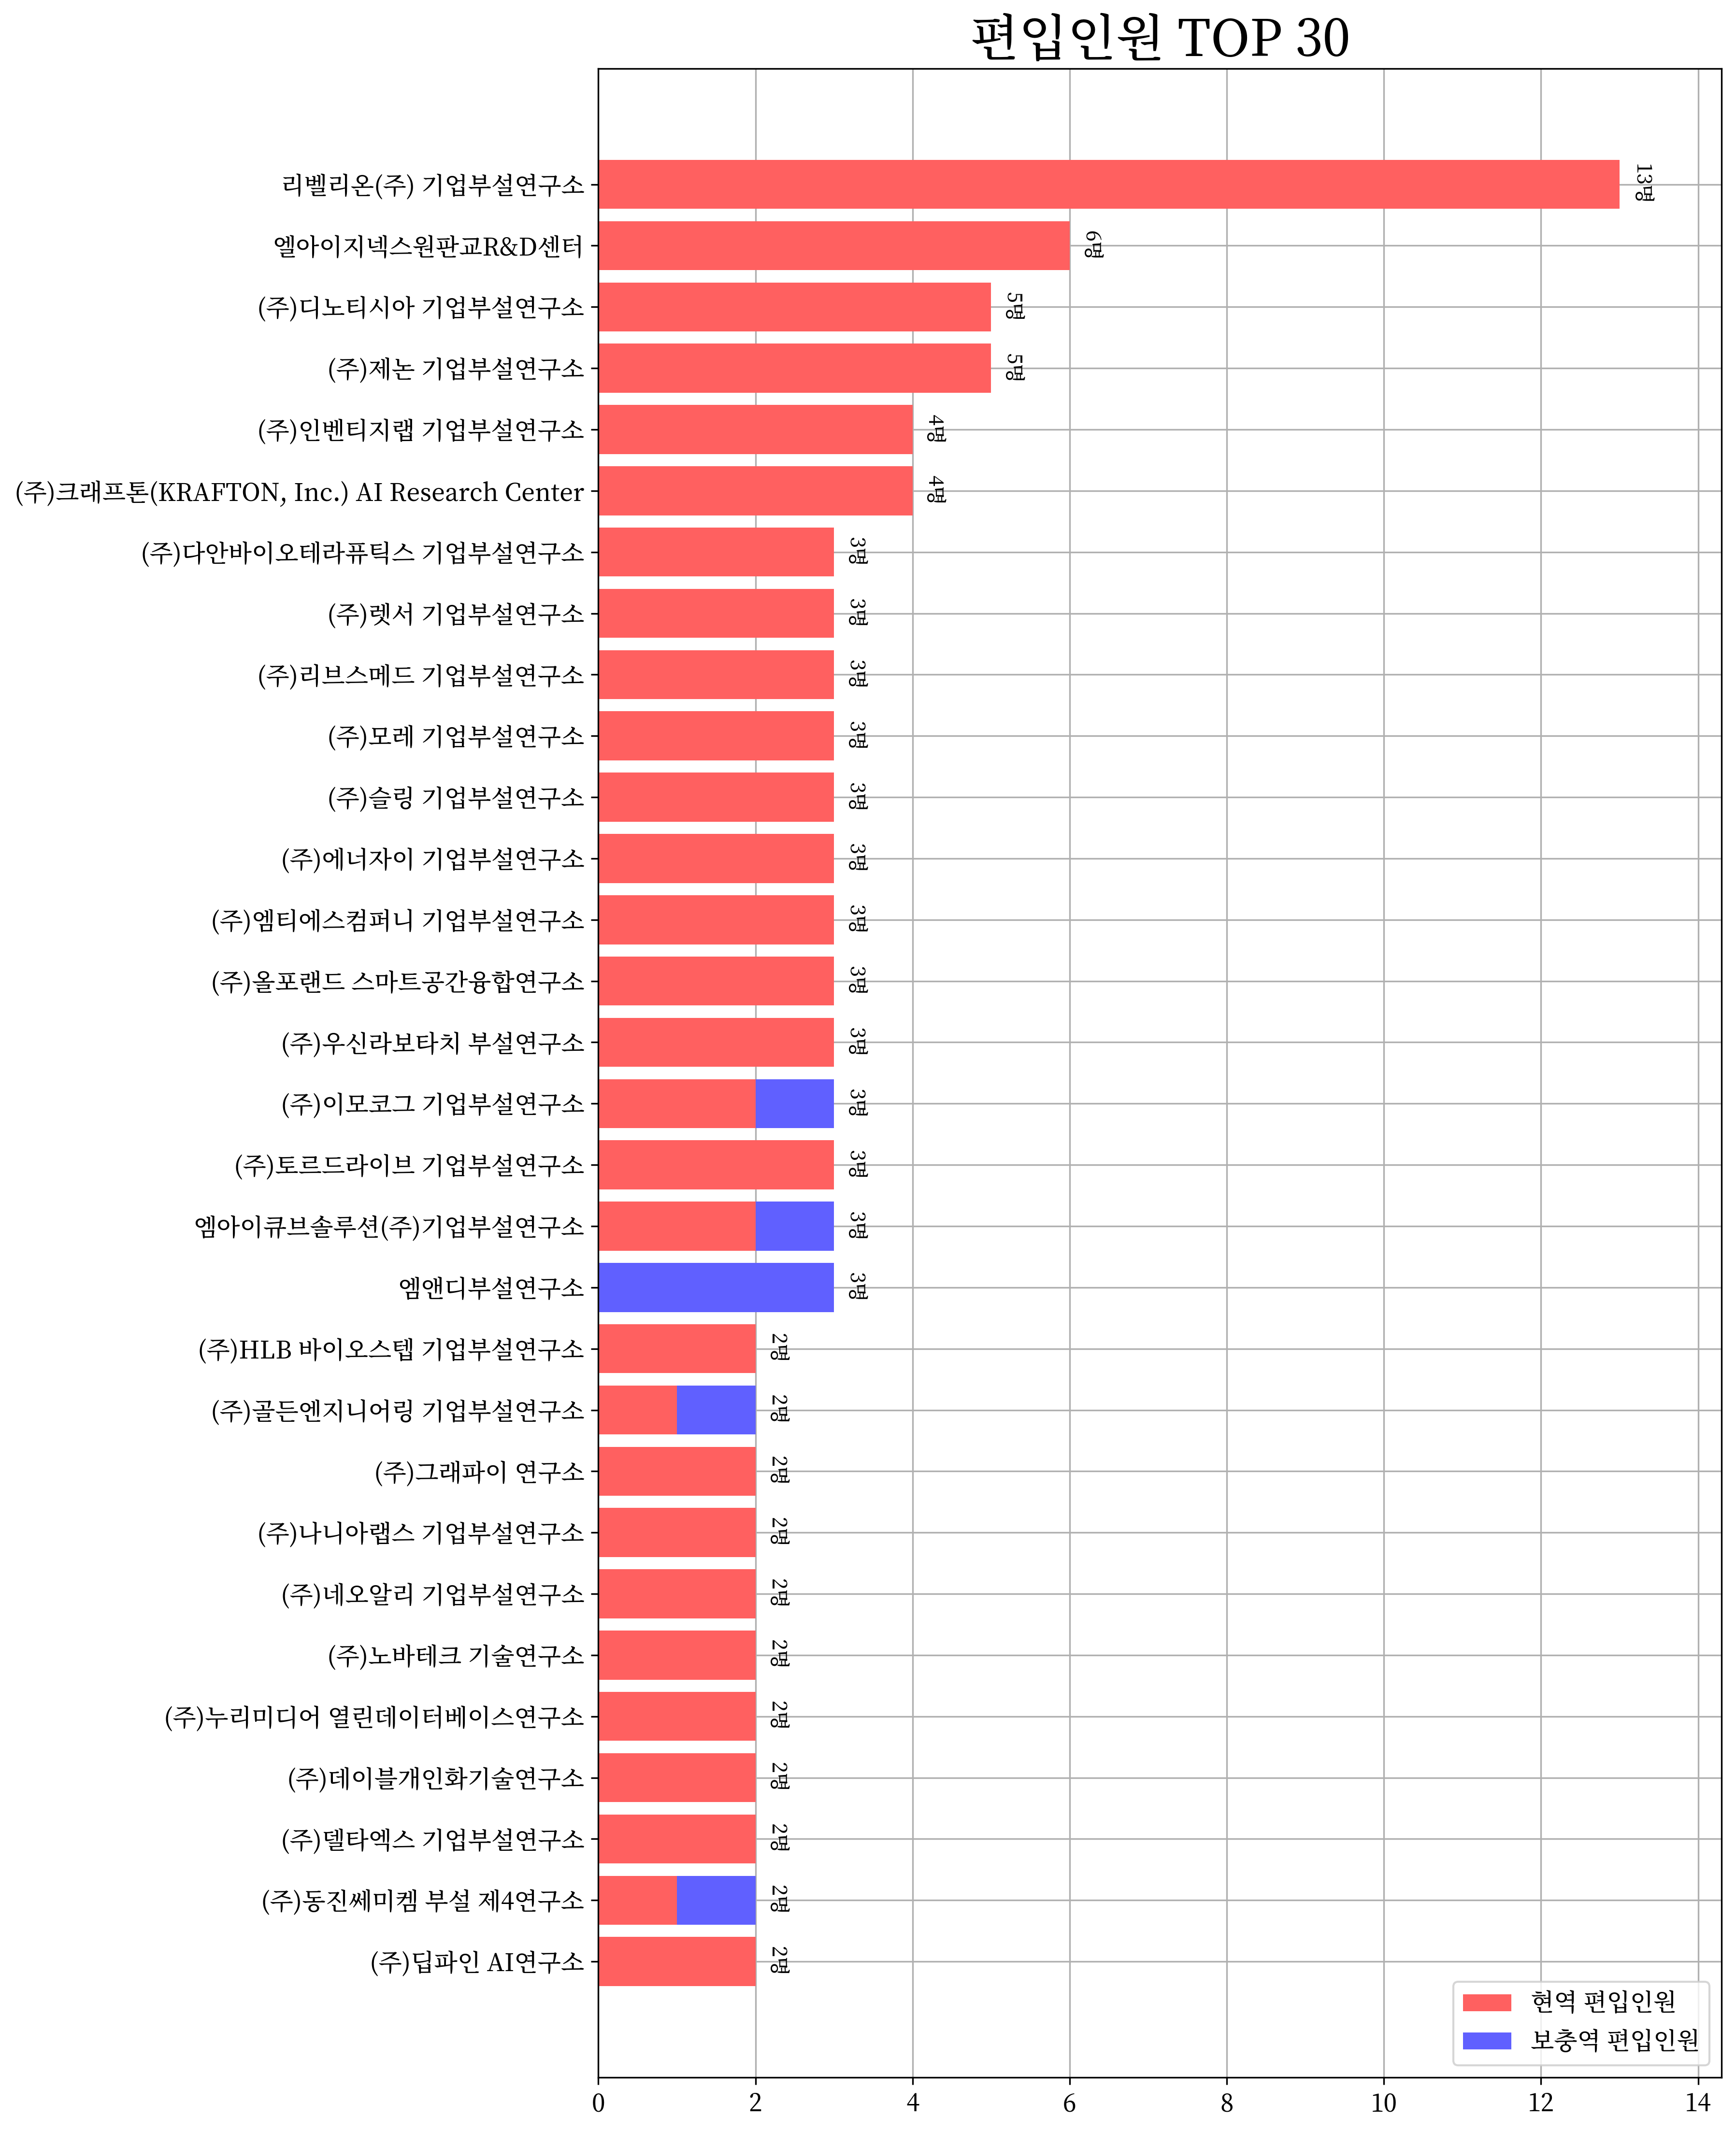 편입인원 TOP 30
리벨리온(주) 기업부설연구소 13명
엘아이지넥스원판교R&D센터 6명
(주)디노티시아 기업부설연구소 5명
(주)제논 기업부설연구소 5명
(주)인벤티지랩 기업부설연구소 4명
(주)크래프톤(KRAFTON, Inc.) AI Research Center 4명
(주)다안바이오테라퓨틱스 기업부설연구소 3명
(주)렛서 기업부설연구소 3명
(주)리브스메드 기업부설연구소 3명
(주)모레 기업부설연구소 3명
(주)슬링 기업부설연구소 3명
(주)에너자이 기업부설연구소 3명
(주)엠티에스컴퍼니 기업부설연구소 3명
(주)올포랜드 스마트공간융합연구소 3명
(주)우신라보타치 부설연구소 3명
(주)이모코그 기업부설연구소 3명
(주)토르드라이브 기업부설연구소 3명
엠아이큐브솔루션(주)기업부설연구소 3명
엠앤디부설연구소 3명
(주)HLB 바이오스텝 기업부설연구소 2명
(주)골든엔지니어링 기업부설연구소 2명
(주)그래파이 연구소 2명
(주)나니아랩스 기업부설연구소 2명
(주)네오알리 기업부설연구소 2명
(주)노바테크 기술연구소 2명
(주)누리미디어 열린데이터베이스연구소 2명
(주)데이블개인화기술연구소 2명
(주)델타엑스 기업부설연구소 2명
(주)동진쎄미켐 부설 제4연구소 2명
(주)딥파인 AI연구소 2명
현역 편입인원
보충역 편입인원
0 2 4 6 8 10 12 14